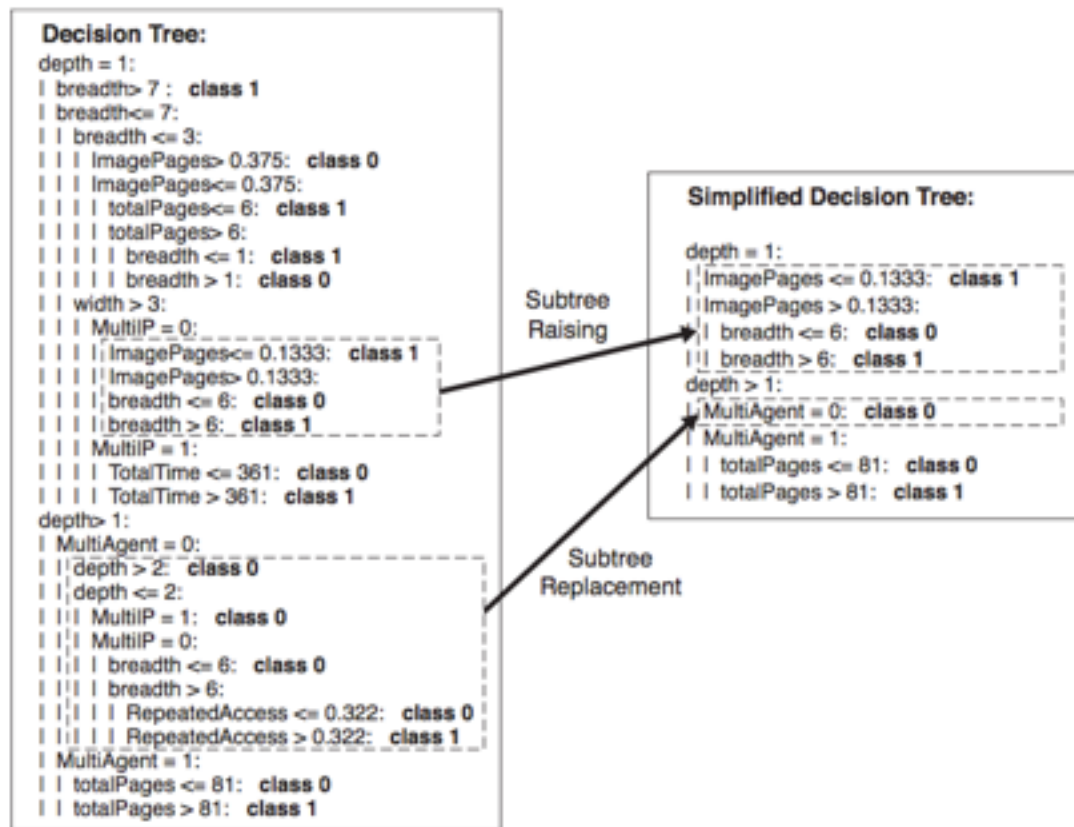 Decision Tree:
depth = 1:
| breadth> 7 : class 1
| breadth<= 7:
| | breadth <= 3:
| | | ImagePages> 0.375: class 0
| | | ImagePages<= 0.375:
| | | | totalPages<= 6: class 1
| | | | totalPages> 6:
| | | | | breadth <= 1: class 1
| | | | | breadth > 1: class 0
| | width > 3:
| | | MultiIP = 0:
| | | | ImagePages<= 0.1333: class 1
| | | | ImagePages> 0.1333:
| | | | breadth <= 6: class 0
| | | | breadth > 6: class 1
| | | MultiIP = 1:
| | | | TotalTime <= 361: class 0
| | | | TotalTime > 361: class 1
depth> 1:
| MultiAgent = 0:
| | depth > 2: class 0
| | depth <= 2:
| | | MultiIP = 1: class 0
| | | MultiIP = 0:
| | | | breadth <= 6: class 0
| | | | breadth > 6:
| | | | | RepeatedAccess <= 0.322: class 0
| | | | | RepeatedAccess > 0.322: class 1
| MultiAgent = 1:
| | totalPages <= 81: class 0
| | totalPages > 81: class 1
Subtree
Raising
Subtree
Replacement
Simplified Decision Tree:
depth = 1:
| ImagePages <= 0.1333: class 1
| ImagePages > 0.1333:
| | breadth <= 6: class 0
| | breadth > 6: class 1
depth > 1:
| MultiAgent = 0: class 0
| MultiAgent = 1:
| | totalPages <= 81: class 0
| | totalPages > 81: class 1